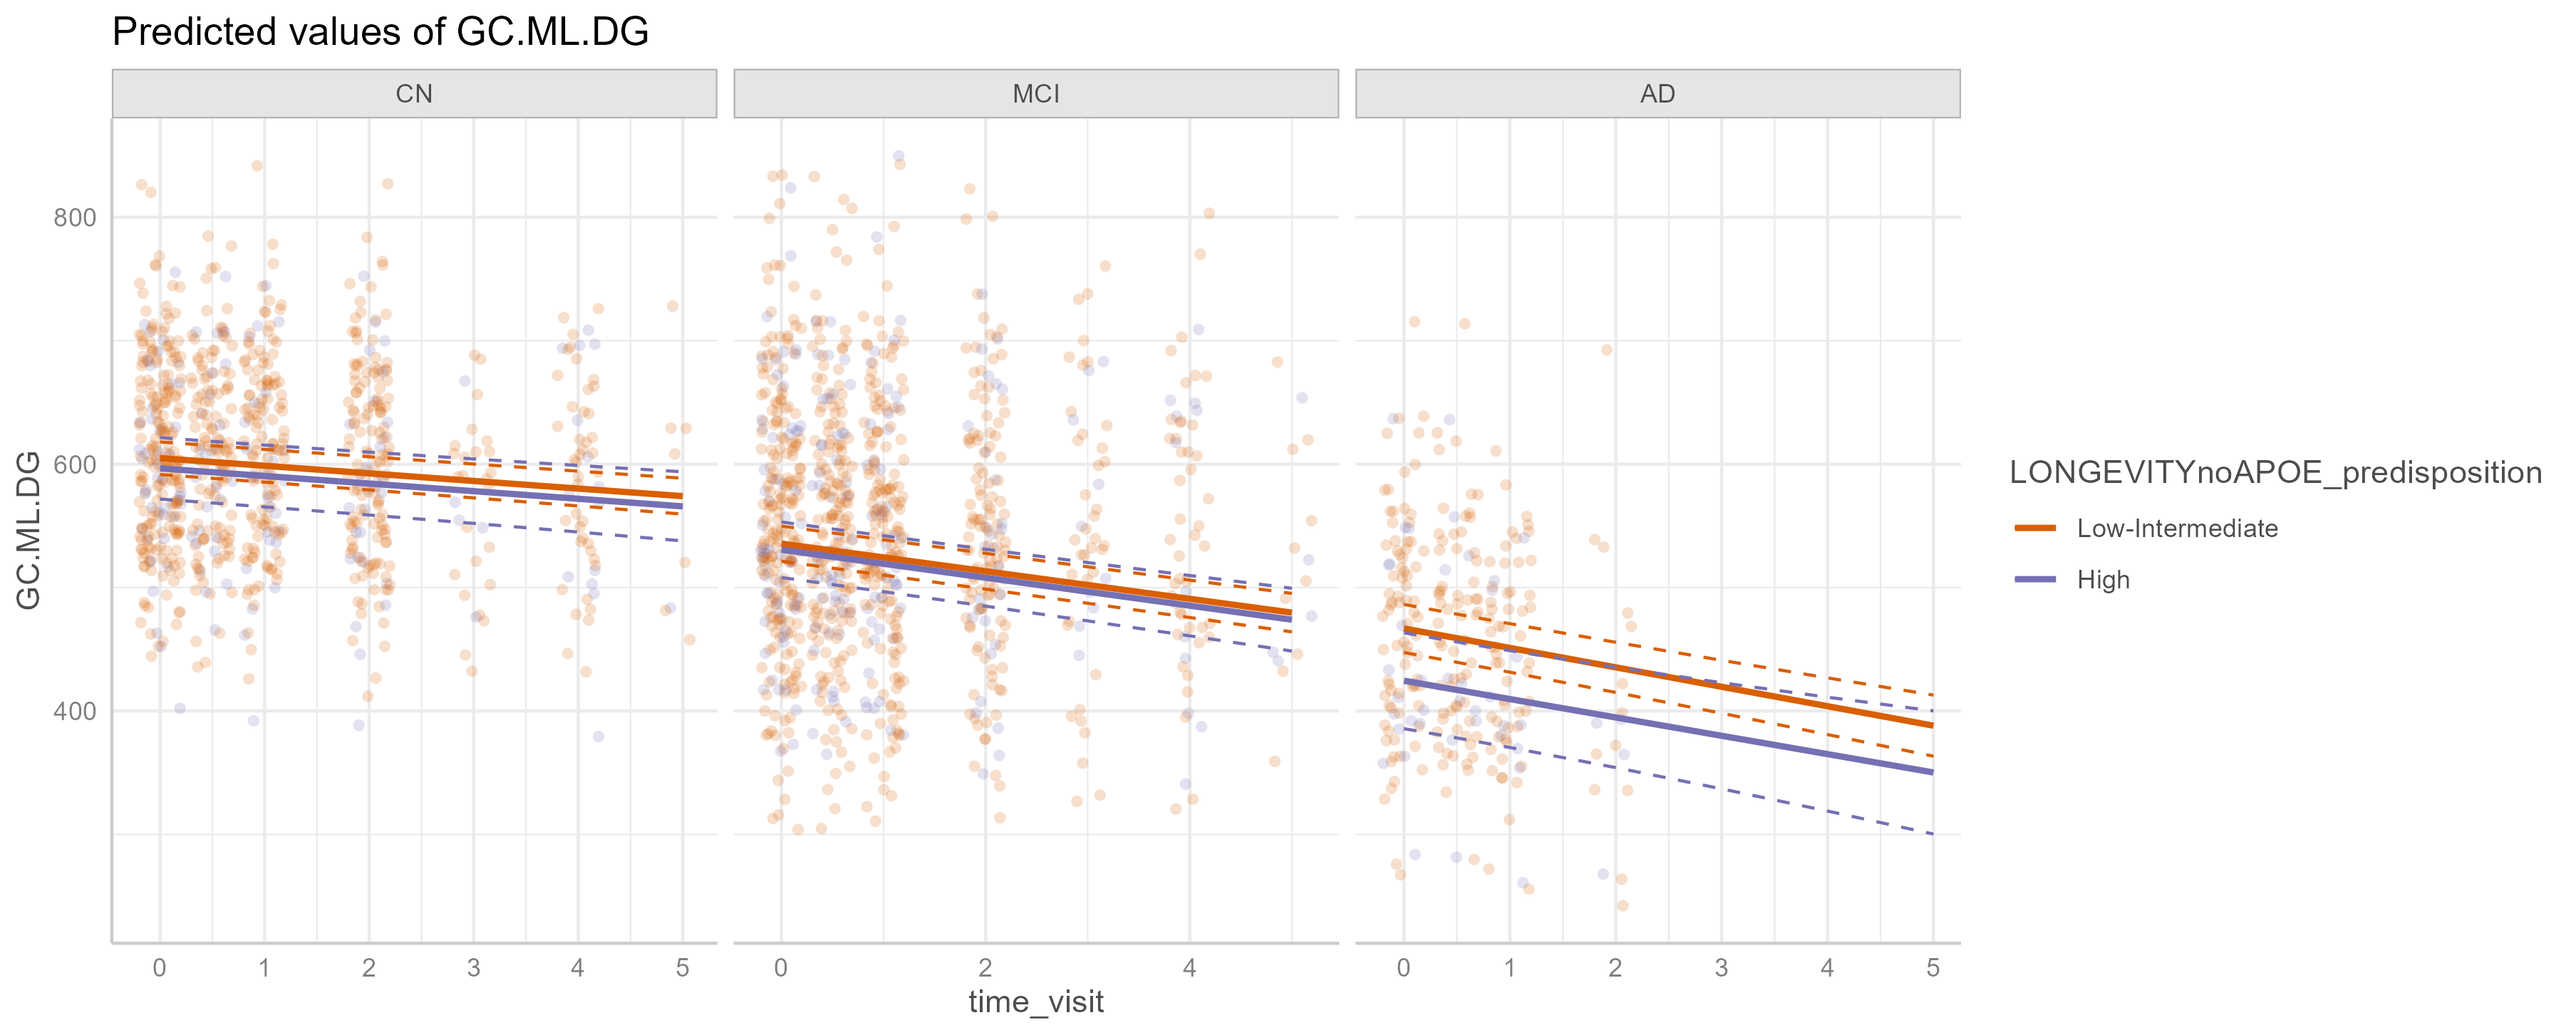 Predicted values of GC.ML.DG
CN
MCI
AD
GC.ML.DG
800
600
400
0 1 2 3 4 5
0 2 4
0 1 2 3 4 5
time_visit
LONGEVITYnoAPOE_predisposition
Low-Intermediate
High